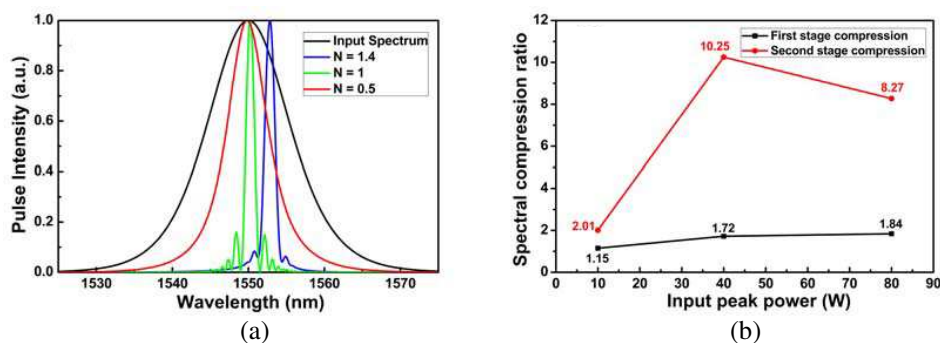 1.0
0.8
0.6
0.4
0.2
0.0
Pulse Intensity (a.u.)
Input Spectrum
N = 1.4
N = 1
N = 0.5
1530
1540
1550
1560
1570
Wavelength (nm)
(a)
12
10
8
6
4
2
0
Spectral compression ratio
First stage compression
Second stage compression
10.25
8.27
2.01
1.15
1.72
1.84
0 10 20 30 40 50 60 70 80 90
Input peak power (W)
(b)